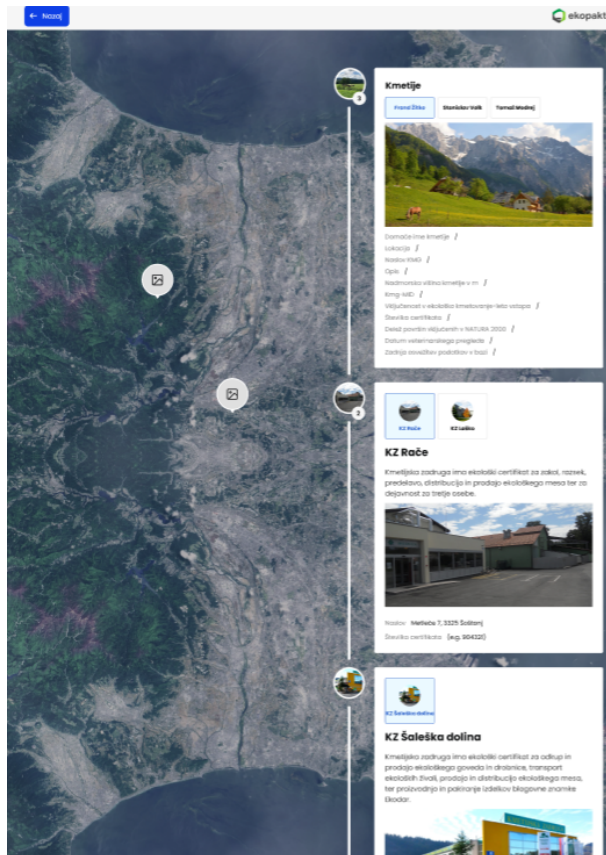 ← Nazaj
ekopakt
Kmetije
3
Stanislav Volk
Tomaž Modrej
Domače ime kmetije /
Lokacija /
Naslov KMG /
Opis /
Nadmorska višina kmetije v m /
Kmg-MID /
Vključenost v ekološko kmetovanje-leto vstopa /
Številka certifikata /
Delež površin vključenih v NATURA 2000 /
Datum veterinarskega pregleda /
Zadnja osvežitev podatkov v bazi /
2
KZ Rače
KZ Laško
KZ Rače
Kmetijska zadruga ima ekološki certifikat za zakol, razsek,
predelavo, distribucijo in prodajo ekološkega mesa ter za
dejavnost za tretje osebe.
Naslov Metleče 7, 3325 Šoštanj
Številka certifikata (e.g. 904321)
KZ Šaleška dolina
KZ Šaleška dolina
Kmetijska zadruga ima ekološki certifikat za odkup in
prodajo ekološkega goveda in drobnice, transport
ekoloških živali, prodajo in distribucijo ekološkega mesa,
ter proizvodnjo in pakiranje izdelkov blagovne znamke
Ekodar.